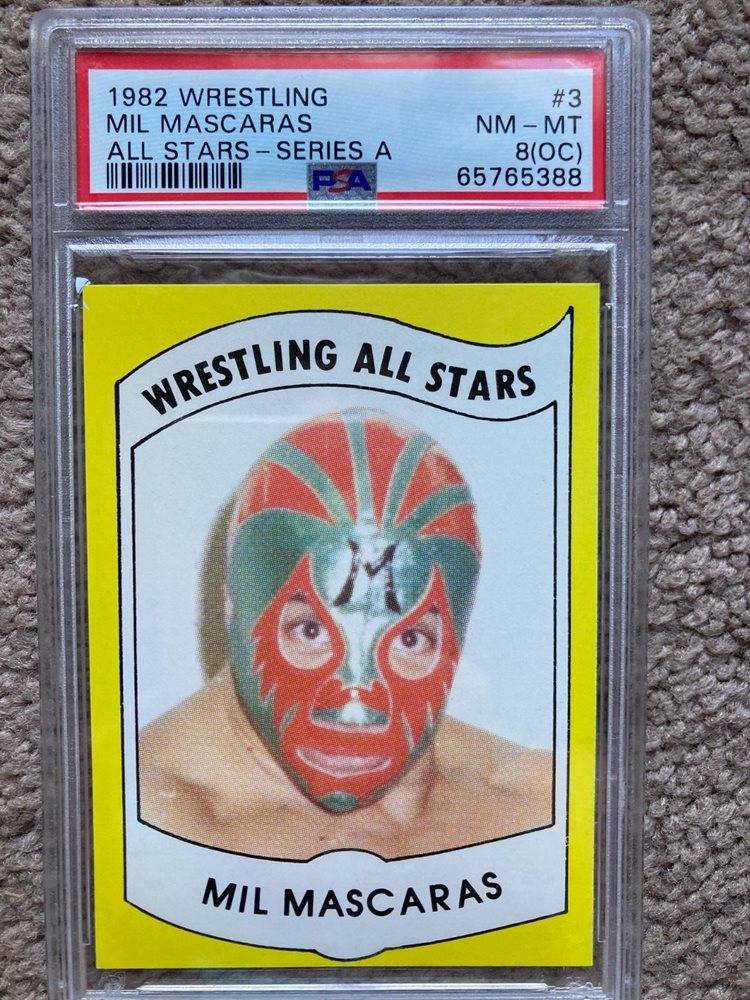 1982 WRESTLING #3
MIL MASCARAS NM – MT
ALL STARS – SERIES A 8(OC)
PSA 65765388
WRESTLING ALL STARS
M
MIL MASCARAS